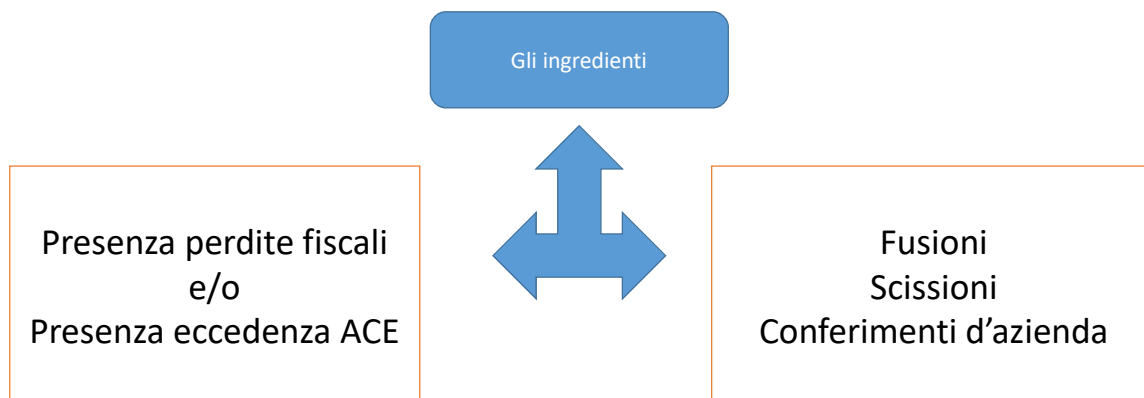 Gli ingredienti
Presenza perdite fiscali
e/o
Presenza eccedenza ACE
Fusioni
Scissioni
Conferimenti d’azienda